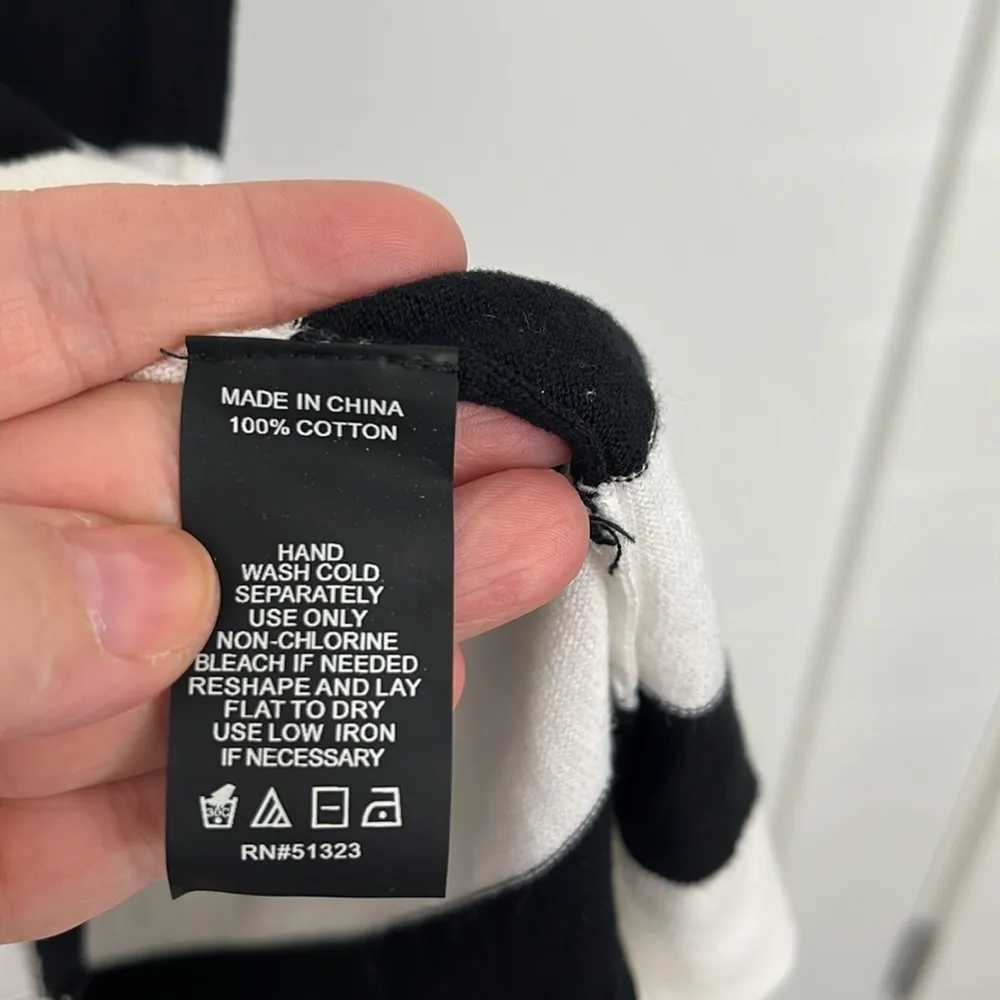 MADE IN CHINA
100% COTTON
HAND
WASH COLD
SEPARATELY
USE ONLY
NON-CHLORINE
BLEACH IF NEEDED
RESHAPE AND LAY
FLAT TO DRY
USE LOW IRON
IF NECESSARY
30C
RN#51323